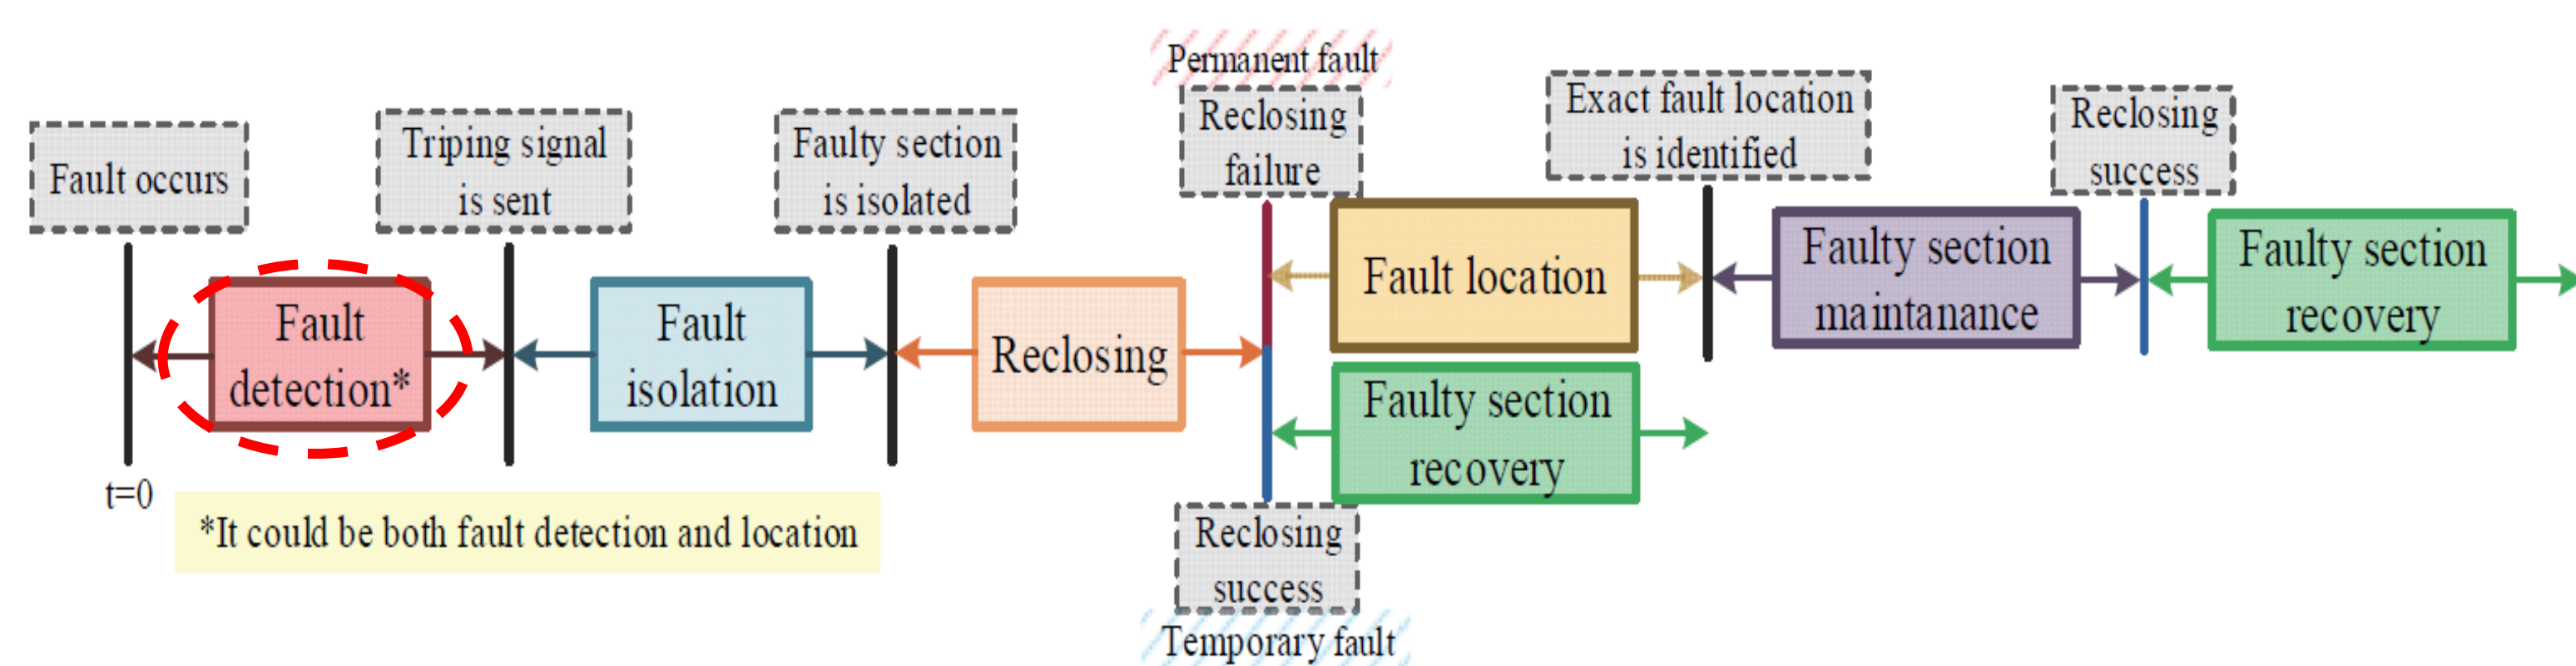 Fault occurs
Triping signal
is sent
Faulty section
is isolated
Permanent fault
Reclosing
failure
Exact fault location
is identified
Reclosing
success
Fault
detection*
Fault
isolation
Reclosing
Fault location
Faulty section
maintanance
Faulty section
recovery
Faulty section
recovery
t=0
*It could be both fault detection and location
Reclosing
success
Temporary fault